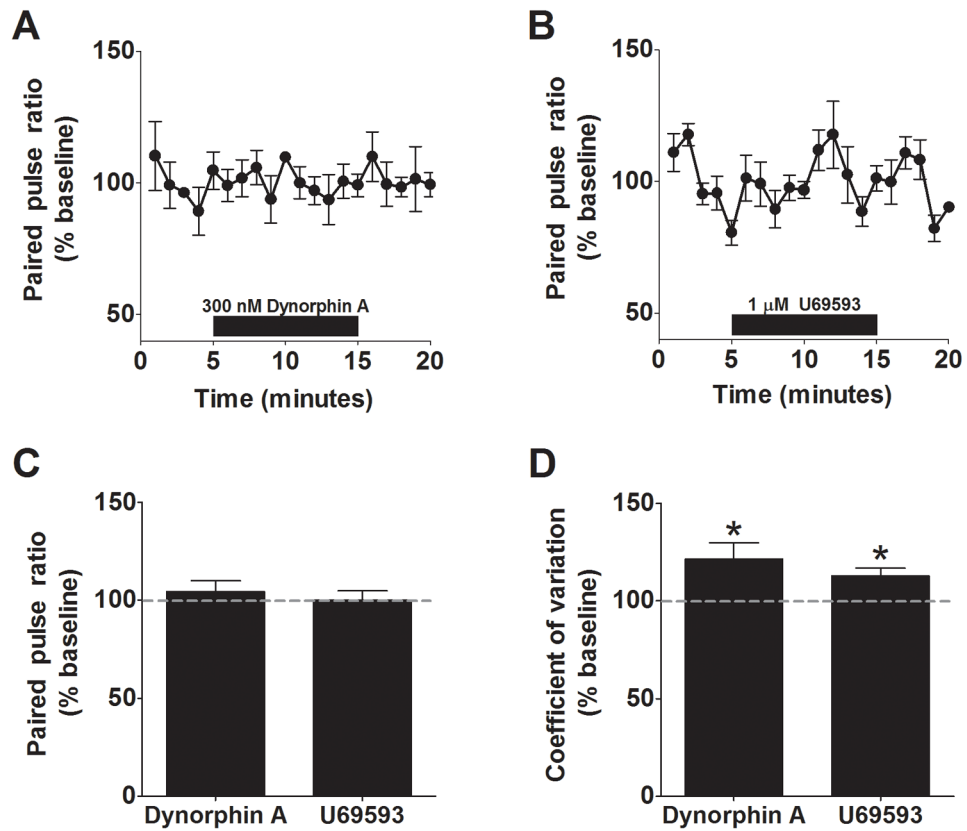 A
Paired pulse ratio
(% baseline)
150
100
50
300 nM Dynorphin A
0 5 10 15 20
Time (minutes)
B
Paired pulse ratio
(% baseline)
150
100
50
1 μM U69593
0 5 10 15 20
Time (minutes)
C
Paired pulse ratio
(% baseline)
150
100
50
0
Dynorphin A U69593
D
Coefficient of variation
(% baseline)
150
100
50
0
* *
Dynorphin A U69593